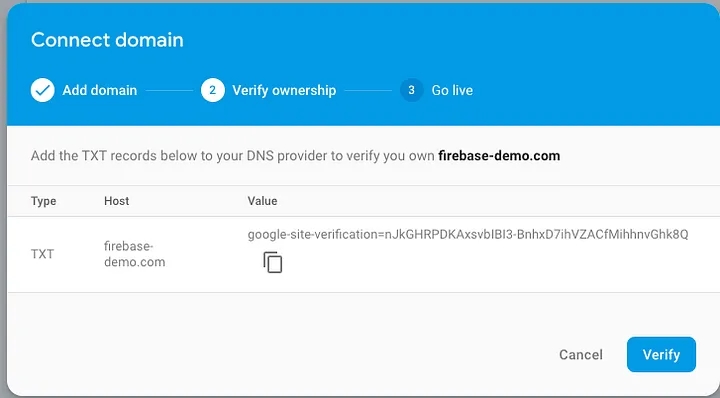 Connect domain
Add domain 2 Verify ownership 3 Go live
Add the TXT records below to your DNS provider to verify you own firebase-demo.com
Type Host Value
TXT firebase-
demo.com google-site-verification=nJkGHRPDKAxsvbIBI3-BnhxD7ihVZACfMihhnvGhk8Q
Cancel Verify